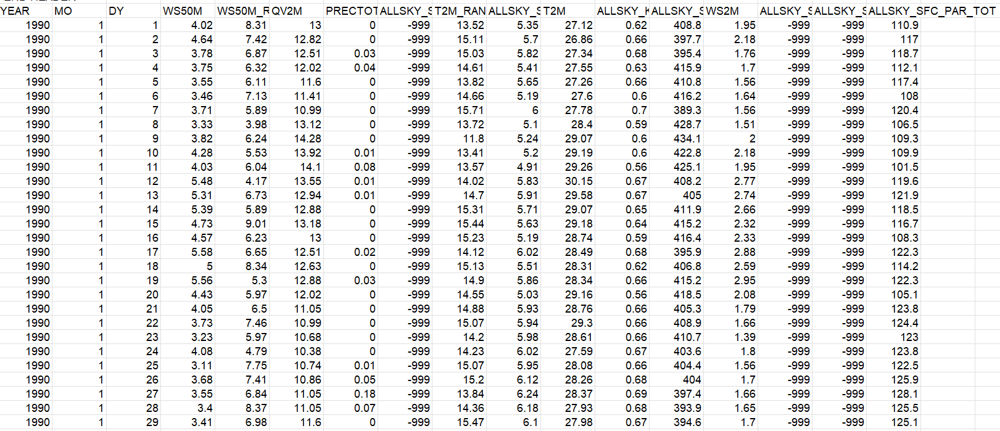 YEAR MO DY WS50M WS50M_R QV2M PRECTOT ALLSKY_S T2M_RAN ALLSKY_S T2M ALLSKY_K ALLSKY_S WS2M ALLSKY_S ALLSKY_S ALLSKY_SFC_PAR_TOT
1990 1 1 4.02 8.31 13 0 -999 13.52 5.35 27.12 0.62 408.8 1.95 -999 -999 110.9
1990 1 2 4.64 7.42 12.82 0 -999 15.11 5.7 26.86 0.66 397.7 2.18 -999 -999 117
1990 1 3 3.78 6.87 12.51 0.03 -999 15.03 5.82 27.34 0.68 395.4 1.76 -999 -999 118.7
1990 1 4 3.75 6.32 12.02 0.04 -999 14.61 5.41 27.55 0.63 415.9 1.7 -999 -999 112.1
1990 1 5 3.55 6.11 11.6 0 -999 13.82 5.65 27.26 0.66 410.8 1.56 -999 -999 117.4
1990 1 6 3.46 7.13 11.41 0 -999 14.66 5.19 27.6 0.6 416.2 1.64 -999 -999 108
1990 1 7 3.71 5.89 10.99 0 -999 15.71 6 27.78 0.7 389.3 1.56 -999 -999 120.4
1990 1 8 3.33 3.98 13.12 0 -999 13.72 5.1 28.4 0.59 428.7 1.51 -999 -999 106.5
1990 1 9 3.82 6.24 14.28 0 -999 11.8 5.24 29.07 0.6 434.1 2 -999 -999 109.3
1990 1 10 4.28 5.53 13.92 0.01 -999 13.41 5.2 29.19 0.6 422.8 2.18 -999 -999 109.9
1990 1 11 4.03 6.04 14.1 0.08 -999 13.57 4.91 29.26 0.56 425.1 1.95 -999 -999 101.5
1990 1 12 5.48 4.17 13.55 0.01 -999 14.02 5.83 30.15 0.67 408.2 2.77 -999 -999 119.6
1990 1 13 5.31 6.73 12.94 0.01 -999 14.7 5.91 29.58 0.67 405 2.74 -999 -999 121.9
1990 1 14 5.39 5.89 12.88 0 -999 15.31 5.71 29.07 0.65 411.9 2.66 -999 -999 118.5
1990 1 15 4.73 9.01 13.18 0 -999 15.44 5.63 29.18 0.64 415.2 2.32 -999 -999 116.7
1990 1 16 4.57 6.23 13 0 -999 15.23 5.19 28.74 0.59 416.4 2.33 -999 -999 108.3
1990 1 17 5.58 6.65 12.51 0.02 -999 14.12 6.02 28.49 0.68 395.9 2.88 -999 -999 122.3
1990 1 18 5 8.34 12.63 0 -999 15.13 5.51 28.31 0.62 406.8 2.59 -999 -999 114.2
1990 1 19 5.56 5.3 12.88 0.03 -999 14.9 5.86 28.34 0.66 415.2 2.95 -999 -999 122.3
1990 1 20 4.43 5.97 12.02 0 -999 14.55 5.03 29.16 0.56 418.5 2.08 -999 -999 105.1
1990 1 21 4.05 6.5 11.05 0 -999 14.88 5.93 28.76 0.66 405.3 1.79 -999 -999 123.8
1990 1 22 3.73 7.46 10.99 0 -999 15.07 5.94 29.3 0.66 408.9 1.66 -999 -999 124.4
1990 1 23 3.23 5.97 10.68 0 -999 14.2 5.98 28.61 0.66 410.7 1.39 -999 -999 123
1990 1 24 4.08 4.79 10.38 0 -999 14.23 6.02 27.59 0.67 403.6 1.8 -999 -999 123.8
1990 1 25 3.11 7.75 10.74 0.01 -999 15.07 5.95 28.08 0.66 404.4 1.56 -999 -999 122.5
1990 1 26 3.68 7.41 10.86 0.05 -999 15.2 6.12 28.26 0.68 404 1.7 -999 -999 125.9
1990 1 27 3.55 6.84 11.05 0.18 -999 13.84 6.24 28.37 0.69 397.4 1.66 -999 -999 128.1
1990 1 28 3.4 8.37 11.05 0.07 -999 14.36 6.18 27.93 0.68 393.9 1.65 -999 -999 125.5
1990 1 29 3.41 6.98 11.6 0 -999 15.47 6.1 27.98 0.67 394.6 1.7 -999 -999 125.1